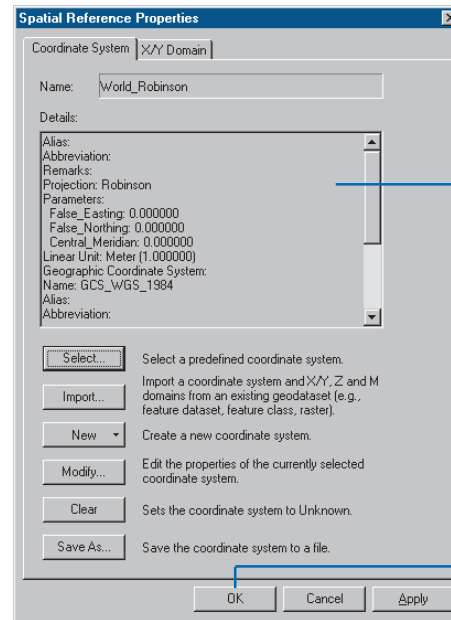 Spatial Reference Properties
Coordinate System
X/Y Domain
Name: World_Robinson
Details:
Alias:
Abbreviation:
Remarks:
Projection: Robinson
Parameters:
False_Easting: 0.000000
False_Northing: 0.000000
Central_Meridian: 0.000000
Linear Unit: Meter (1.000000)
Geographic Coordinate System:
Name: GCS_WGS_1984
Alias:
Abbreviation:
Select... Select a predefined coordinate system.
Import... Import a coordinate system and X/Y, Z and M
domains from an existing geodataset (e.g.,
feature dataset, feature class, raster).
New Create a new coordinate system.
Modify... Edit the properties of the currently selected
coordinate system.
Clear Sets the coordinate system to Unknown.
Save As... Save the coordinate system to a file.
OK Cancel Apply